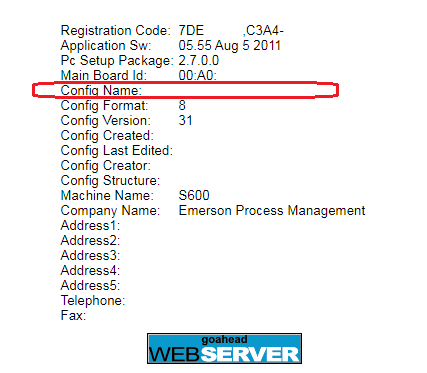 Registration Code: 7DE ,C3A4-
Application Sw: 05.55 Aug 5 2011
Pc Setup Package: 2.7.0.0
Main Board Id: 00:A0:
Config Name:
Config Format: 8
Config Version: 31
Config Created:
Config Last Edited:
Config Creator:
Config Structure:
Machine Name: S600
Company Name: Emerson Process Management
Address1:
Address2:
Address3:
Address4:
Address5:
Telephone:
Fax:
goahead
WEBSERVER